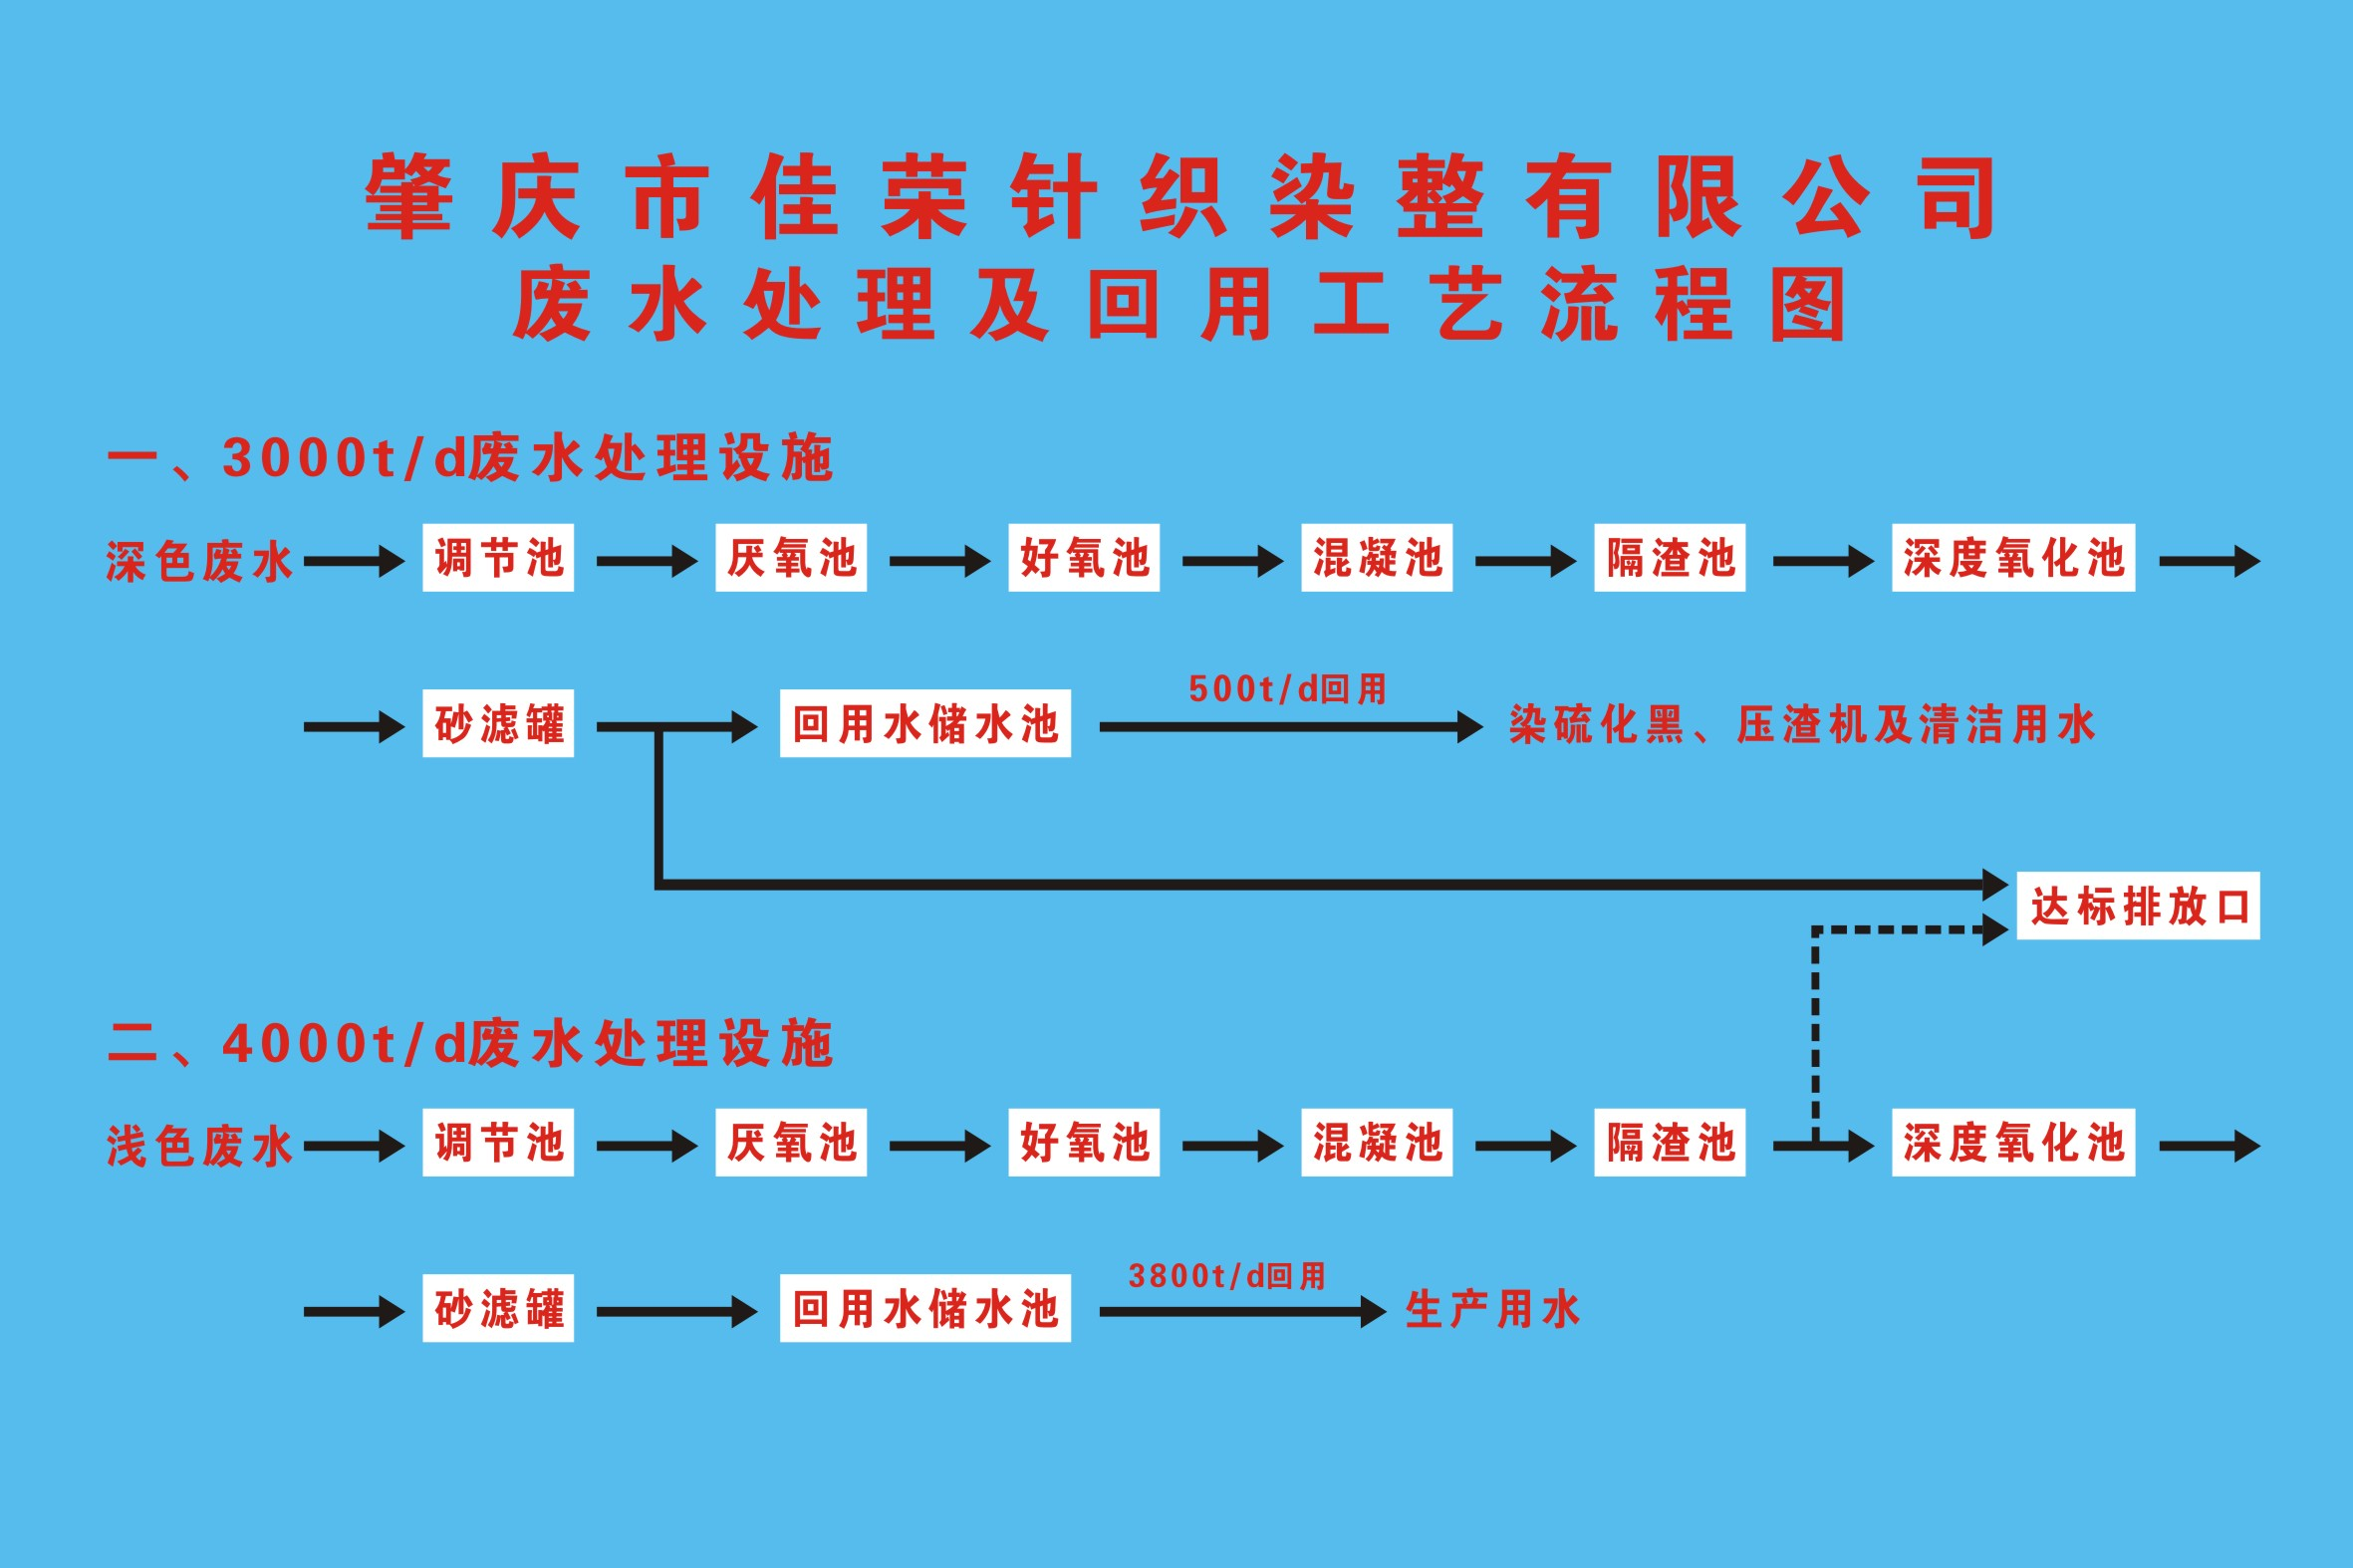 肇庆市佳荣针织染整有限公司
废水处理及回用工艺流程图
一、3000t/d废水处理设施
深色废水 调节池 厌氧池 好氧池 混凝池 隔渣池 深度氧化池
500t/d回用
砂滤罐 回用水储水池 染硫化黑、压渣机及清洁用水
达标排放口
二、4000t/d废水处理设施
浅色废水 调节池 厌氧池 好氧池 混凝池 隔渣池 深度氧化池
3800t/d回用
砂滤罐 回用水储水池 生产用水